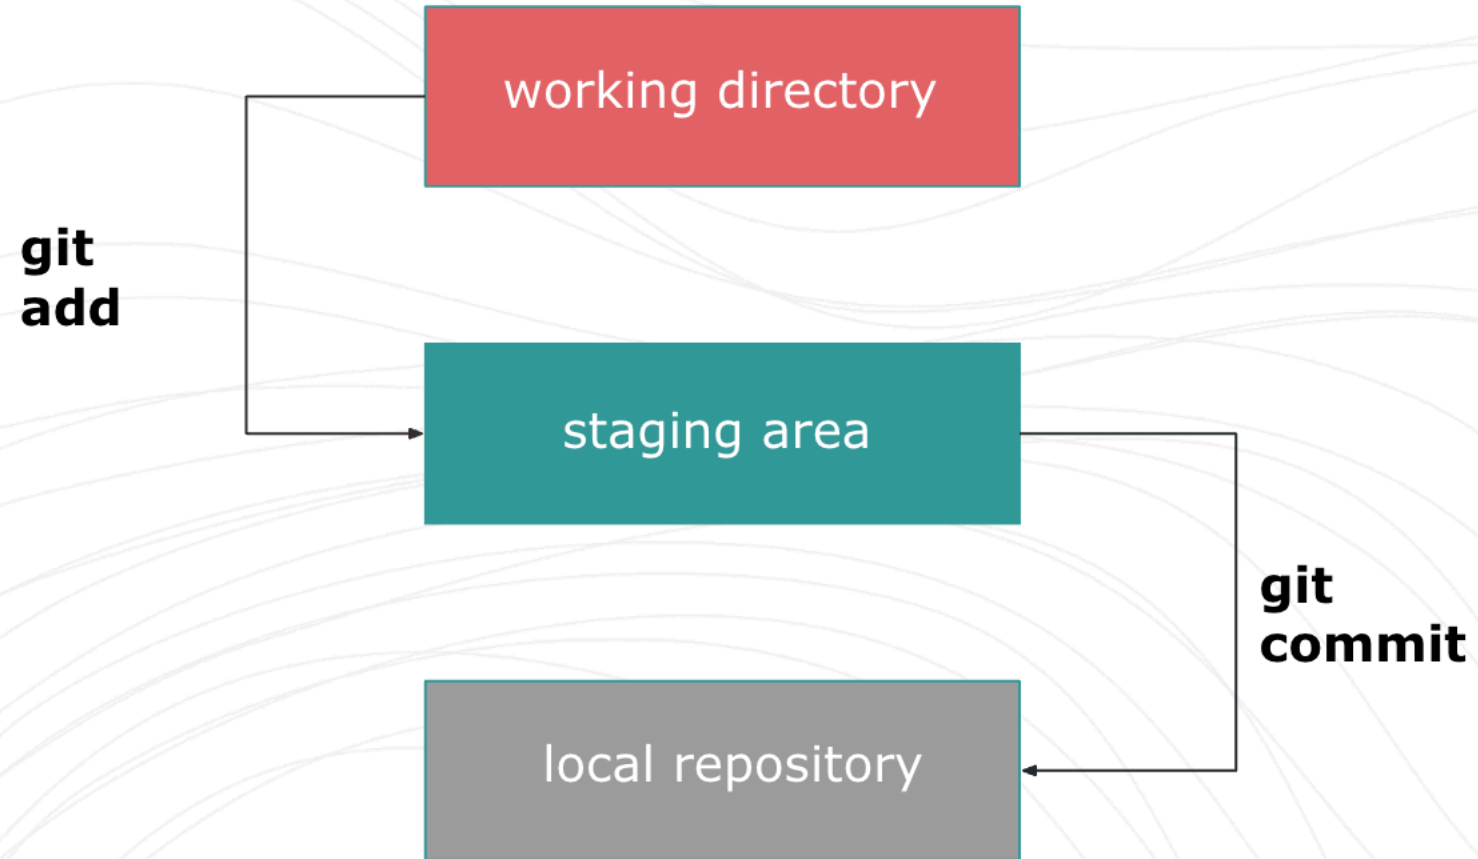 working directory
git
add
staging area
git
commit
local repository